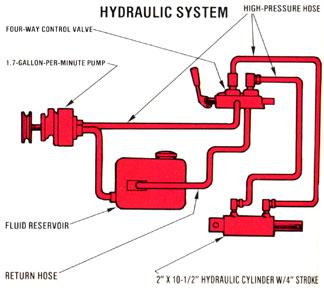 HYDRAULIC SYSTEM
HIGH-PRESSURE HOSE
FOUR-WAY CONTROL VALVE
1.7-GALLON-PER-MINUTE PUMP
FLUID RESERVOIR
RETURN HOSE
2" X 10-1/2" HYDRAULIC CYLINDER W/4" STROKE